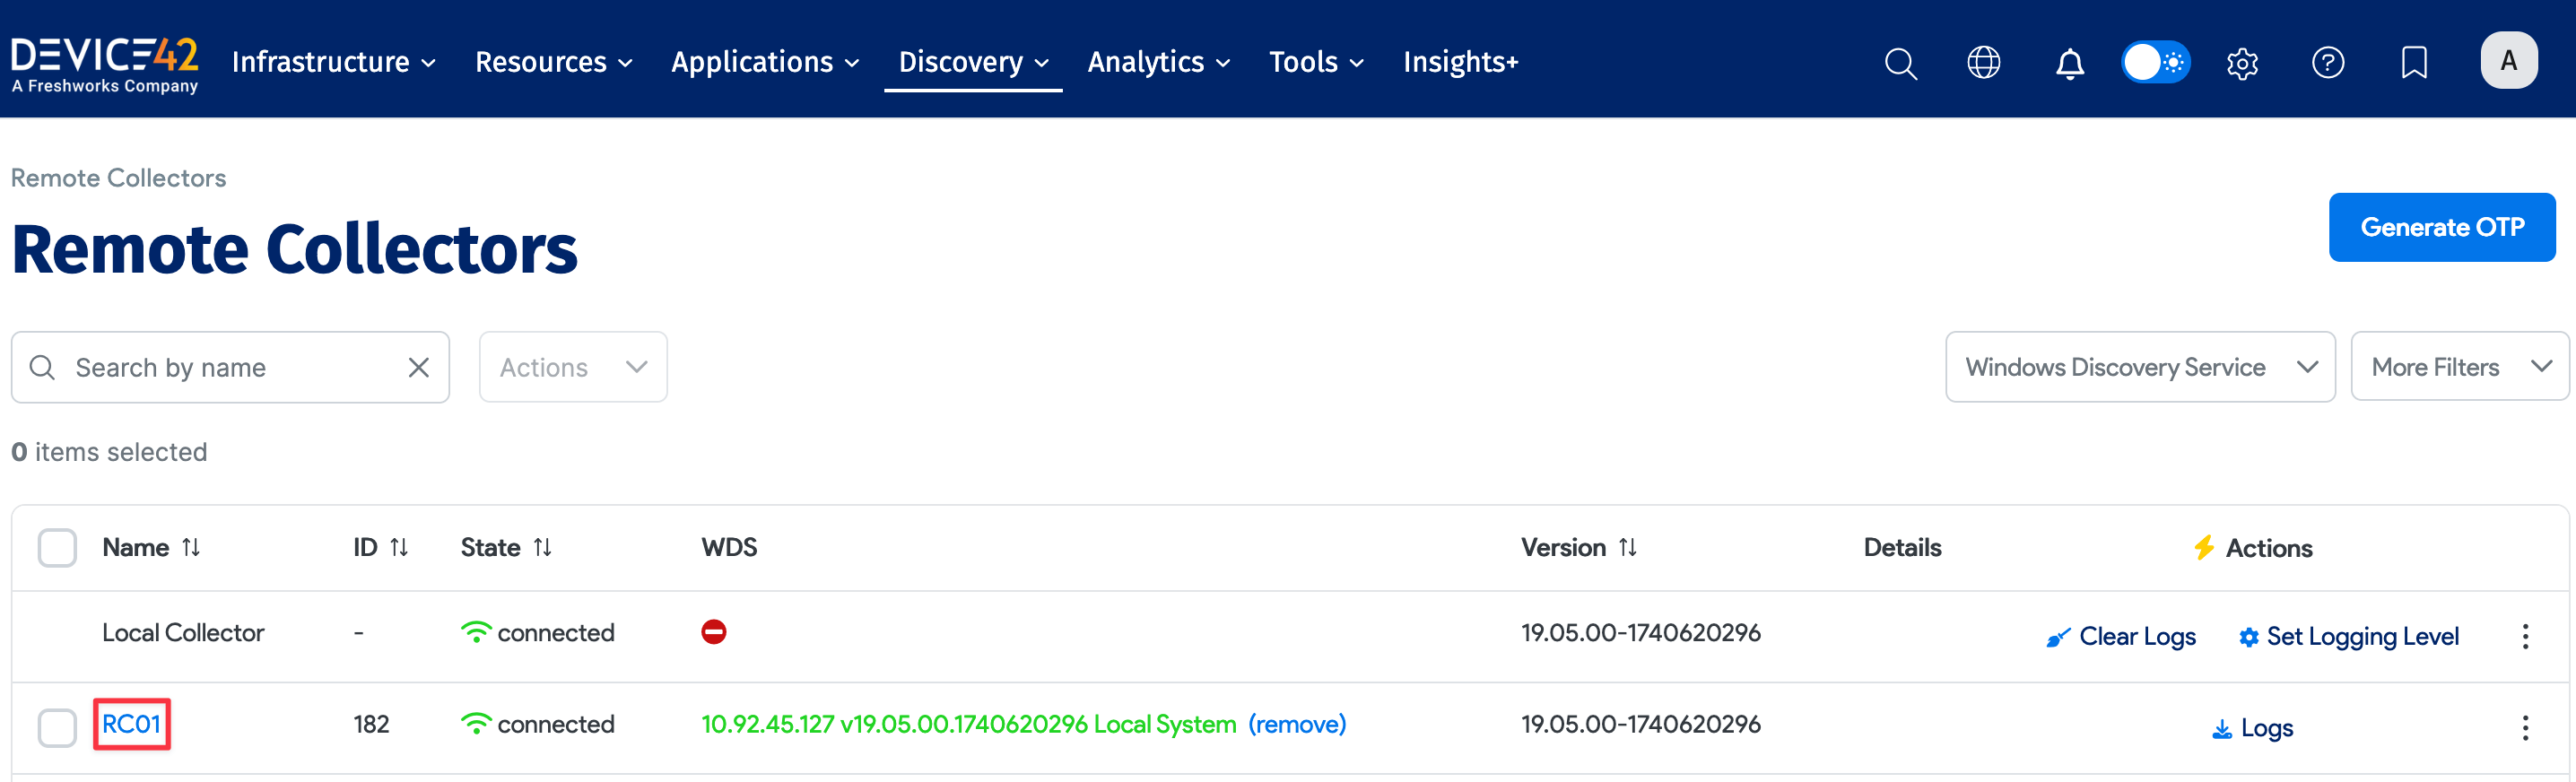 DEVICE42
A Freshworks Company
Infrastructure Resources Applications Discovery Analytics Tools Insights+
A
Remote Collectors
Remote Collectors
Generate OTP
Search by name
Actions
Windows Discovery Service
More Filters
0 items selected
Name ID State WDS Version Details Actions
Local Collector - connected 19.05.00-1740620296 Clear Logs Set Logging Level
RC01 182 connected 10.92.45.127 v19.05.00.1740620296 Local System (remove) 19.05.00-1740620296 Logs